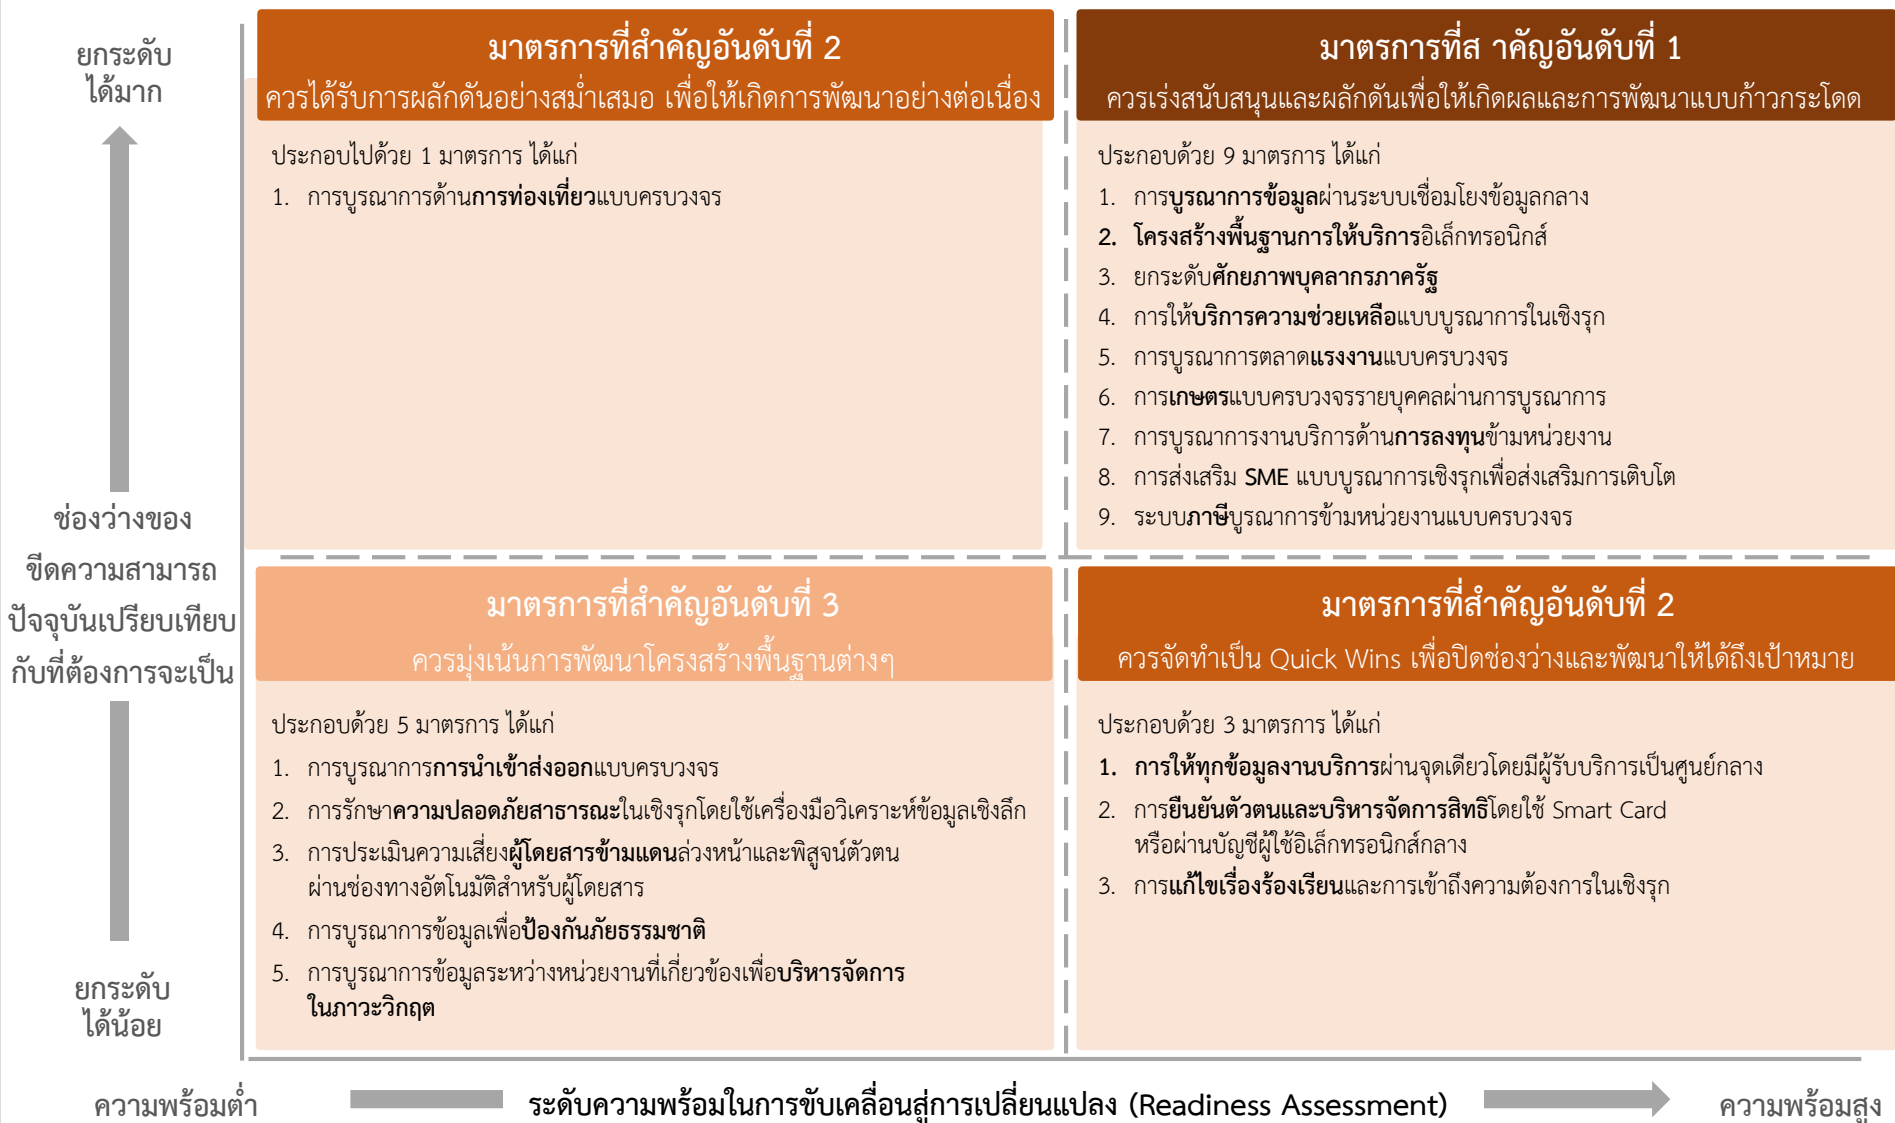 ยกระดับ
ได้มาก
ช่องว่างของ
ขีดความสามารถ
ปัจจุบันเปรียบเทียบ
กับที่ต้องการจะเป็น
ยกระดับ
ได้น้อย
มาตรการที่สำคัญอันดับที่ 2
ควรได้รับการผลักดันอย่างสม่ำเสมอ เพื่อให้เกิดการพัฒนาอย่างต่อเนื่อง
ประกอบไปด้วย 1 มาตรการ ได้แก่
1. การบูรณาการด้านการท่องเที่ยวแบบครบวงจร
มาตรการที่ส าคัญอันดับที่ 1
ควรเร่งสนับสนุนและผลักดันเพื่อให้เกิดผลและการพัฒนาแบบก้าวกระโดด
ประกอบด้วย 9 มาตรการ ได้แก่
1. การบูรณาการข้อมูลผ่านระบบเชื่อมโยงข้อมูลกลาง
2. โครงสร้างพื้นฐานการให้บริการอิเล็กทรอนิกส์
3. ยกระดับศักยภาพบุคลากรภาครัฐ
4. การให้บริการความช่วยเหลือแบบบูรณาการในเชิงรุก
5. การบูรณาการตลาดแรงงานแบบครบวงจร
6. การเกษตรแบบครบวงจรรายบุคคลผ่านการบูรณาการ
7. การบูรณาการงานบริการด้านการลงทุนข้ามหน่วยงาน
8. การส่งเสริม SME แบบบูรณาการเชิงรุกเพื่อส่งเสริมการเติบโต
9. ระบบภาษีบูรณาการข้ามหน่วยงานแบบครบวงจร
มาตรการที่สำคัญอันดับที่ 3
ควรมุ่งเน้นการพัฒนาโครงสร้างพื้นฐานต่างๆ
ประกอบด้วย 5 มาตรการ ได้แก่
1. การบูรณาการการนำเข้าส่งออกแบบครบวงจร
2. การรักษาความปลอดภัยสาธารณะในเชิงรุกโดยใช้เครื่องมือวิเคราะห์ข้อมูลเชิงลึก
3. การประเมินความเสี่ยงผู้โดยสารข้ามแดนล่วงหน้าและพิสูจน์ตัวตน
ผ่านช่องทางอัตโนมัติสำหรับผู้โดยสาร
4. การบูรณาการข้อมูลเพื่อป้องกันภัยธรรมชาติ
5. การบูรณาการข้อมูลระหว่างหน่วยงานที่เกี่ยวข้องเพื่อบริหารจัดการ
ในภาวะวิกฤต
มาตรการที่สำคัญอันดับที่ 2
ควรจัดทำเป็น Quick Wins เพื่อปิดช่องว่างและพัฒนาให้ได้ถึงเป้าหมาย
ประกอบด้วย 3 มาตรการ ได้แก่
1. การให้ทุกข้อมูลงานบริการผ่านจุดเดียวโดยมีผู้รับบริการเป็นศูนย์กลาง
2. การยืนยันตัวตนและบริหารจัดการสิทธิโดยใช้ Smart Card
หรือผ่านบัญชีผู้ใช้อิเล็กทรอนิกส์กลาง
3. การแก้ไขเรื่องร้องเรียนและการเข้าถึงความต้องการในเชิงรุก
ความพร้อมต่ำ
ระดับความพร้อมในการขับเคลื่อนสู่การเปลี่ยนแปลง (Readiness Assessment)
ความพร้อมสูง